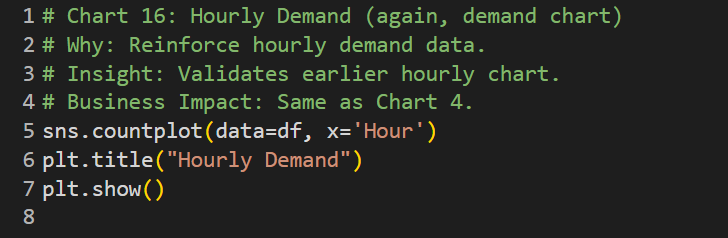 1 # Chart 16: Hourly Demand (again, demand chart)
2 # Why: Reinforce hourly demand data.
3 # Insight: Validates earlier hourly chart.
4 # Business Impact: Same as Chart 4.
5 sns.countplot(data=df, x='Hour')
6 plt.title("Hourly Demand")
7 plt.show()
8